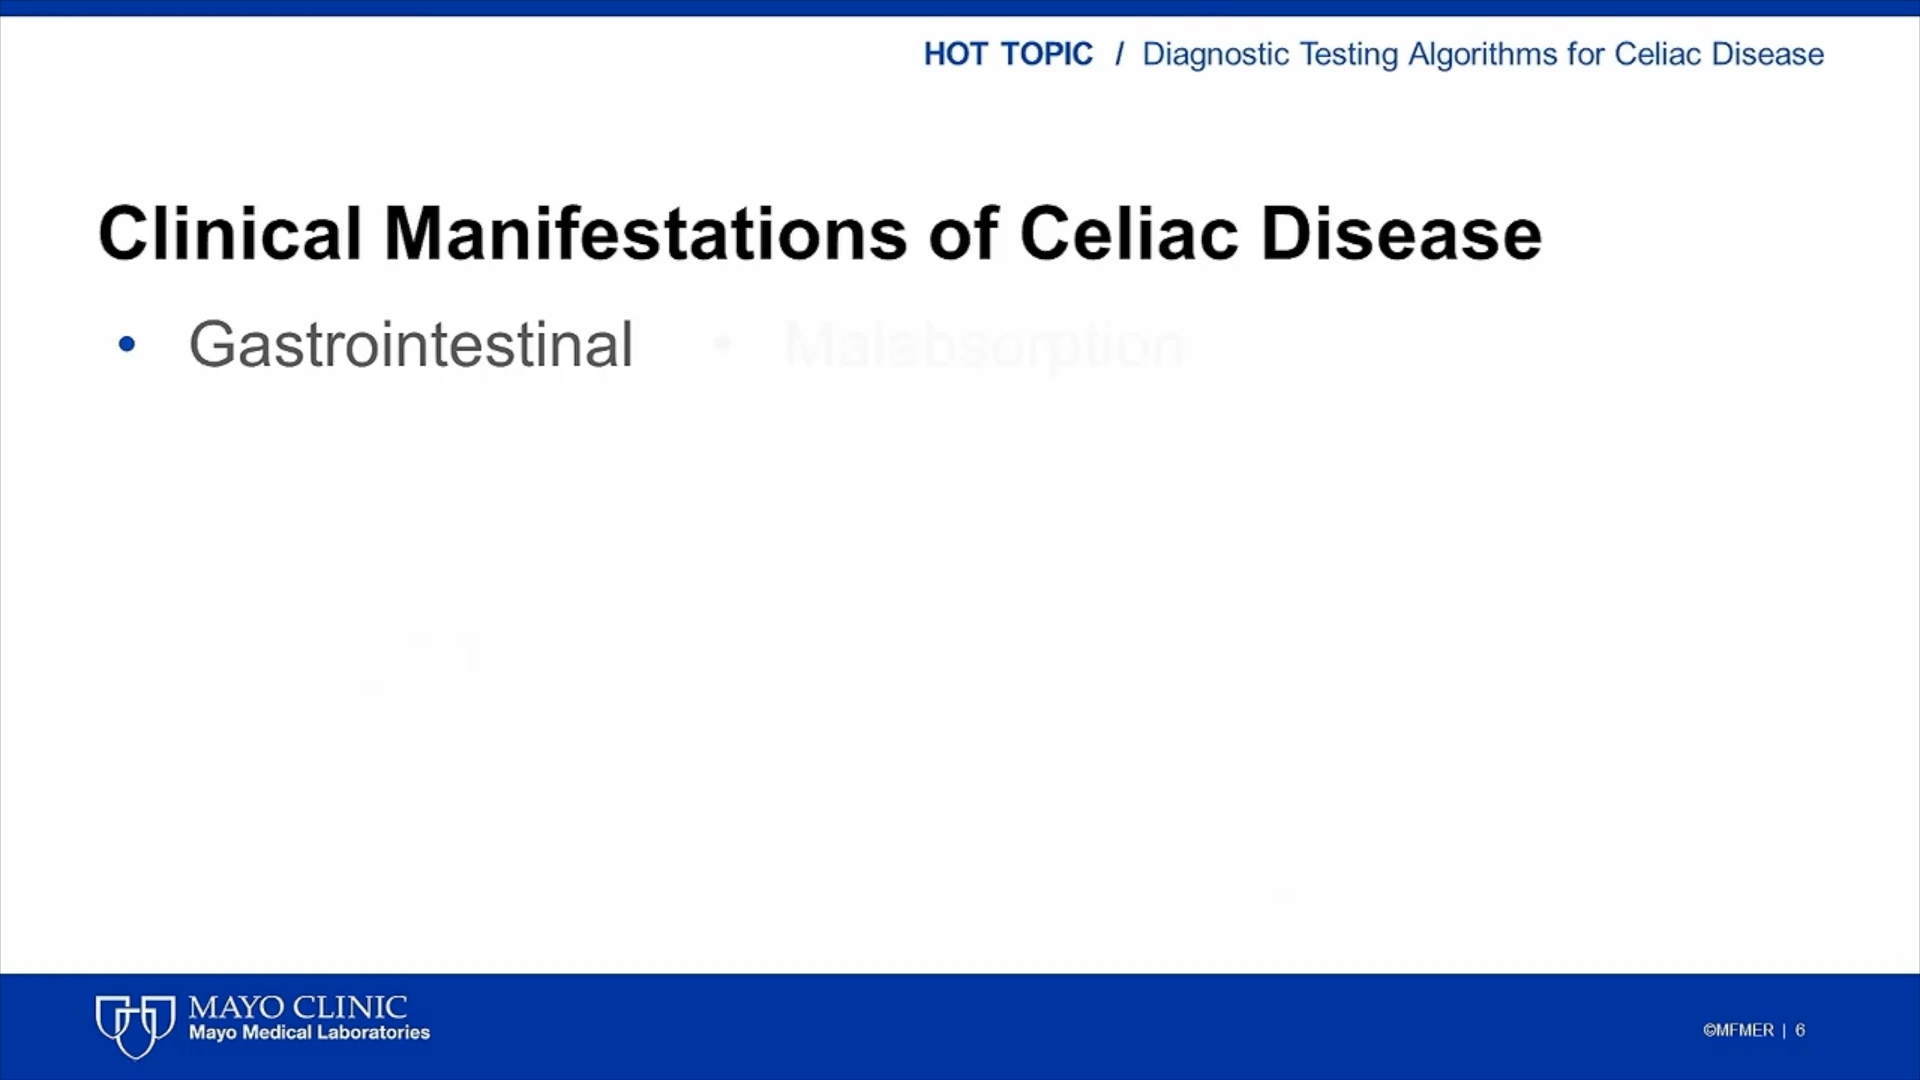 HOT TOPIC / Diagnostic Testing Algorithms for Celiac Disease
Clinical Manifestations of Celiac Disease
• Gastrointestinal • Malabsorption
MAYO CLINIC
Mayo Medical Laboratories
©MFMER | 6